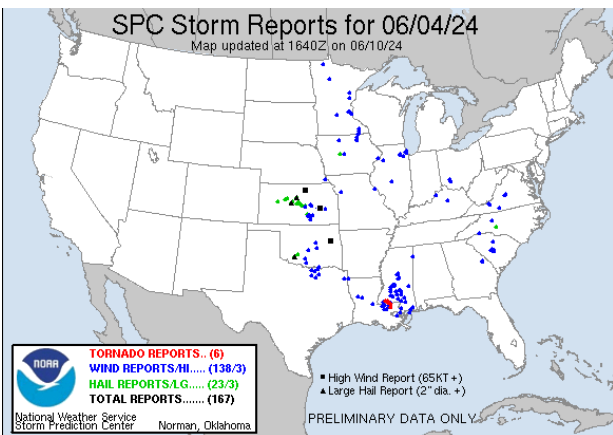 SPC Storm Reports for 06/04/24
Map updated at 1640Z on 06/10/24
NOAA
TORNADO REPORTS.. (6)
WIND REPORTS/HI..... (138/3)
HAIL REPORTS/LG..... (23/3)
TOTAL REPORTS....... (167)
National Weather Service
Storm Prediction Center Norman, Oklahoma
■ High Wind Report (65KT +)
▲ Large Hail Report (2" dia. +)
PRELIMINARY DATA ONLY